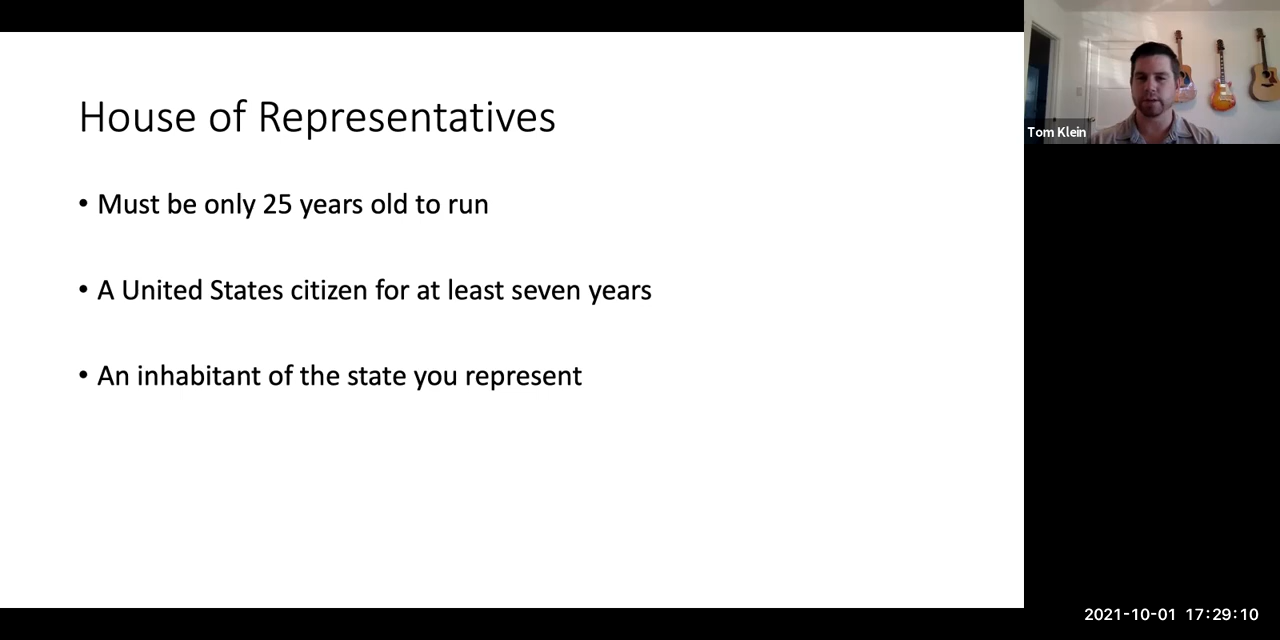 House of Representatives
• Must be only 25 years old to run
• A United States citizen for at least seven years
• An inhabitant of the state you represent
Tom Klein
2021-10-01 17:29:10